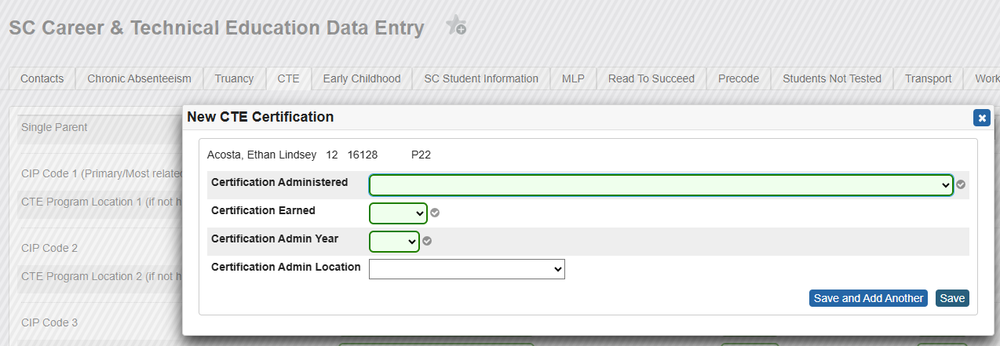 SC Career & Technical Education Data Entry
Contacts Chronic Absenteeism Truancy CTE Early Childhood SC Student Information MLP Read To Succeed Precode Students Not Tested Transport Work
New CTE Certification
Single Parent
Acosta, Ethan Lindsey 12 16128 P22
CIP Code 1 (Primary/Most relate
Certification Administered
CTE Program Location 1 (if not h
Certification Earned
Certification Admin Year
CIP Code 2
Certification Admin Location
CTE Program Location 2 (if not h
Save and Add Another Save
CIP Code 3